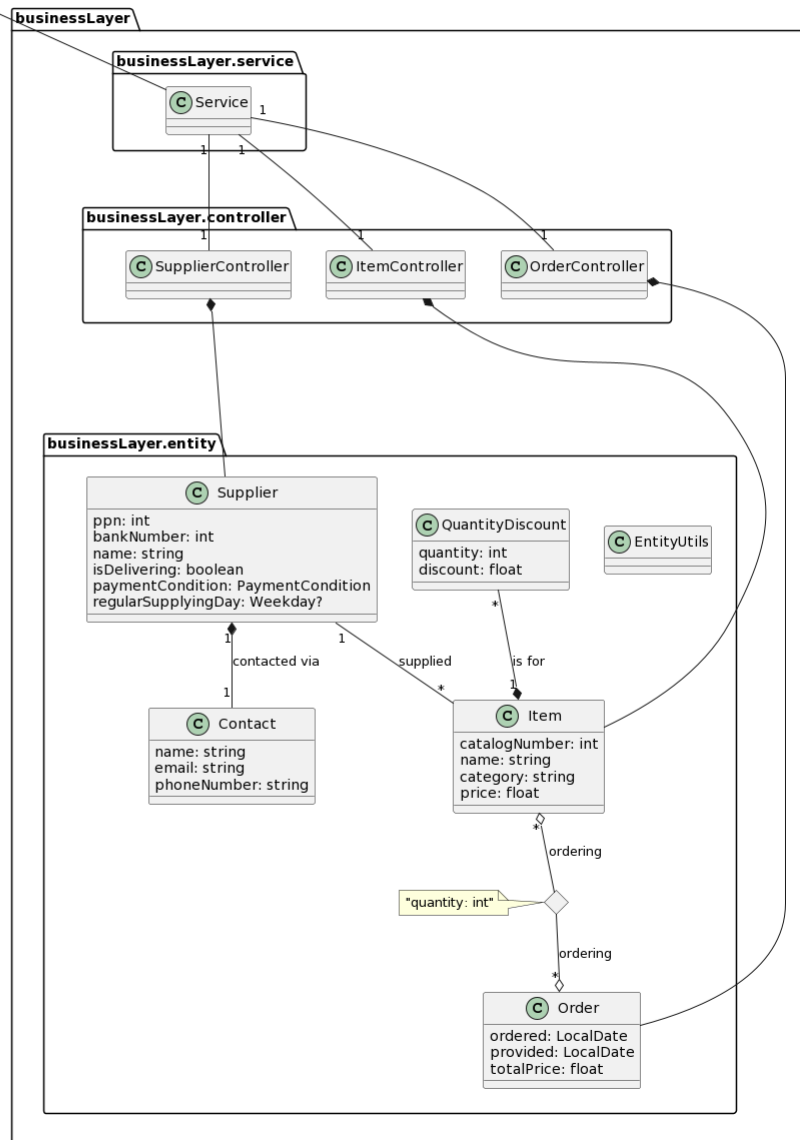 businessLayer
businessLayer.service
C Service
1
1 1
businessLayer.controller
1 1 1
C SupplierController
C ItemController
C OrderController
businessLayer.entity
C Supplier
ppn: int
bankNumber: int
name: string
isDelivering: boolean
paymentCondition: PaymentCondition
regularSupplyingDay: Weekday?
C QuantityDiscount
quantity: int
discount: float
C EntityUtils
*
1
1
contacted via
supplied
is for
1
*
1
C Contact
name: string
email: string
phoneNumber: string
C Item
catalogNumber: int
name: string
category: string
price: float
*
ordering
"quantity: int"
ordering
*
C Order
ordered: LocalDate
provided: LocalDate
totalPrice: float